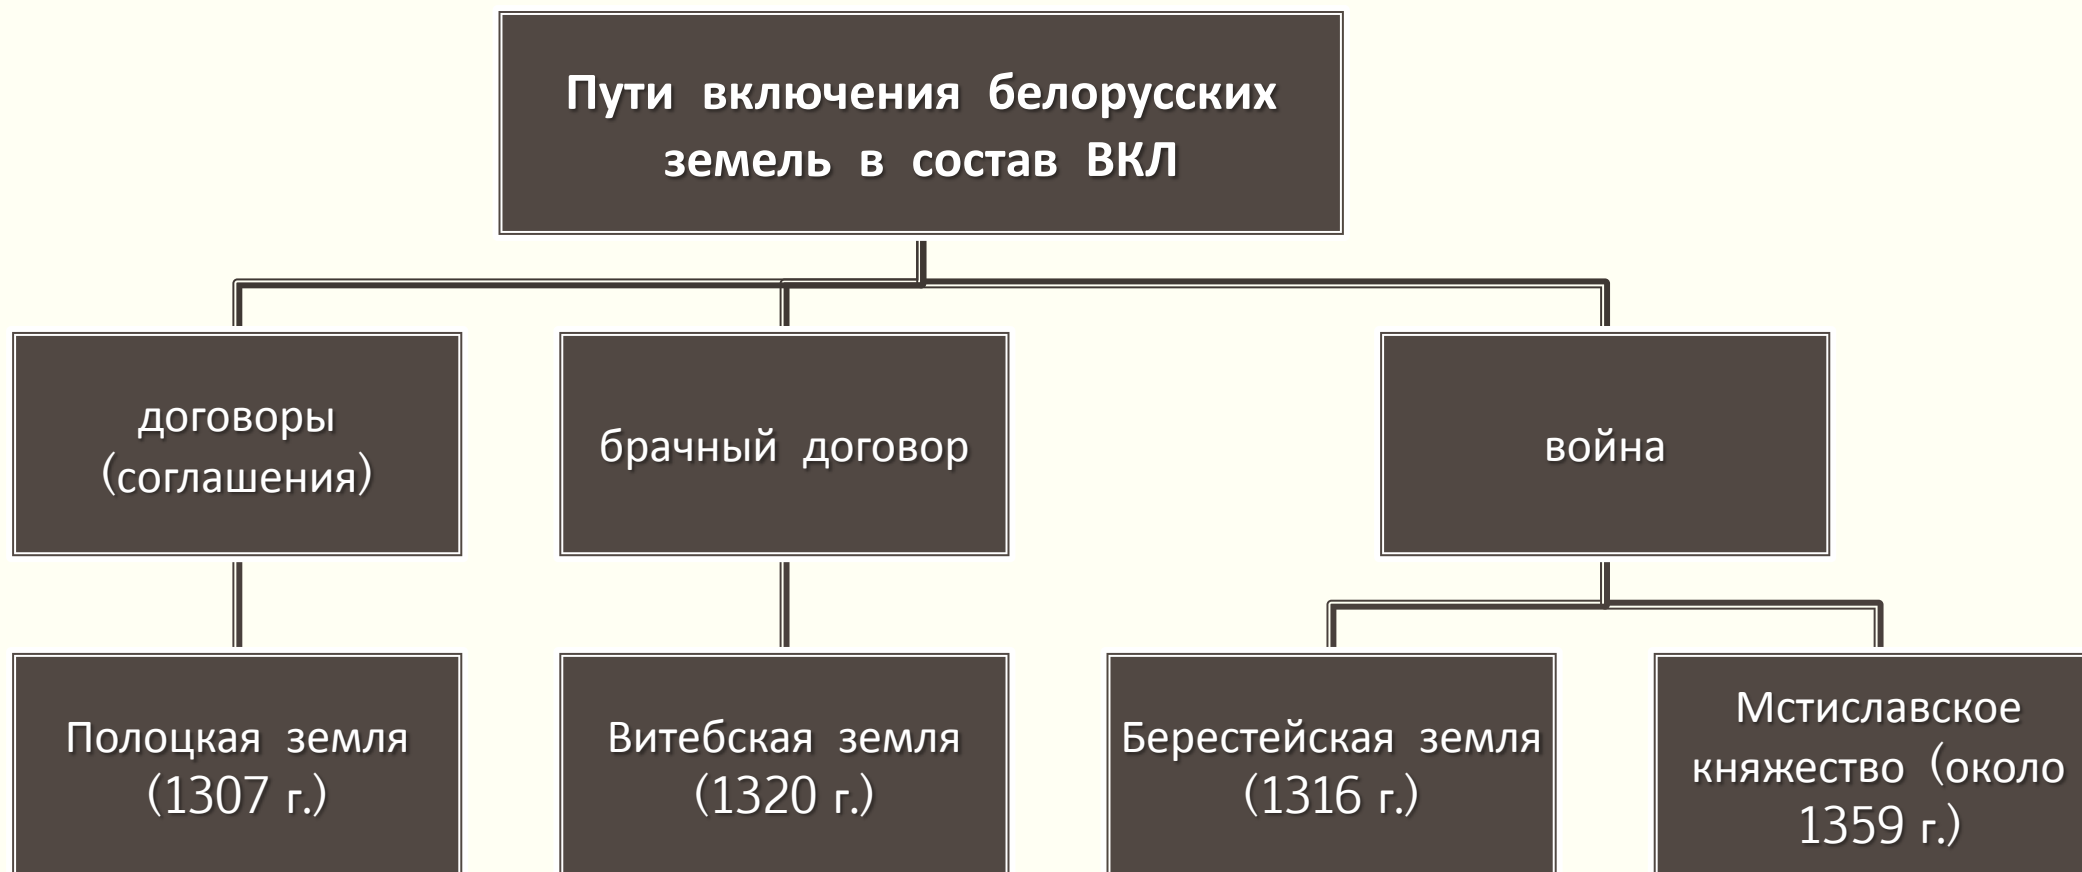 Пути включения белорусских
земель в состав ВКЛ
договоры
(соглашения)
брачный договор
война
Полоцкая земля
(1307 г.)
Витебская земля
(1320 г.)
Берестейская земля
(1316 г.)
Мстиславское
княжество (около
1359 г.)